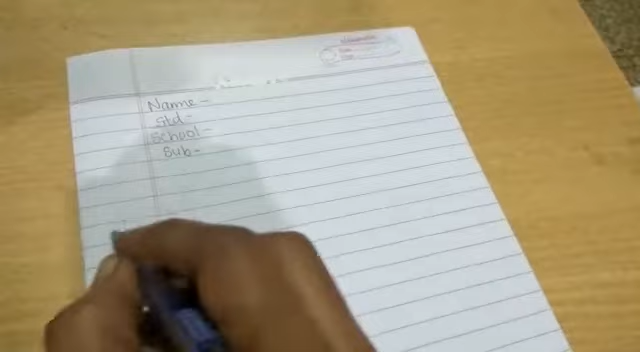 Name-
Std-
School-
Sub-